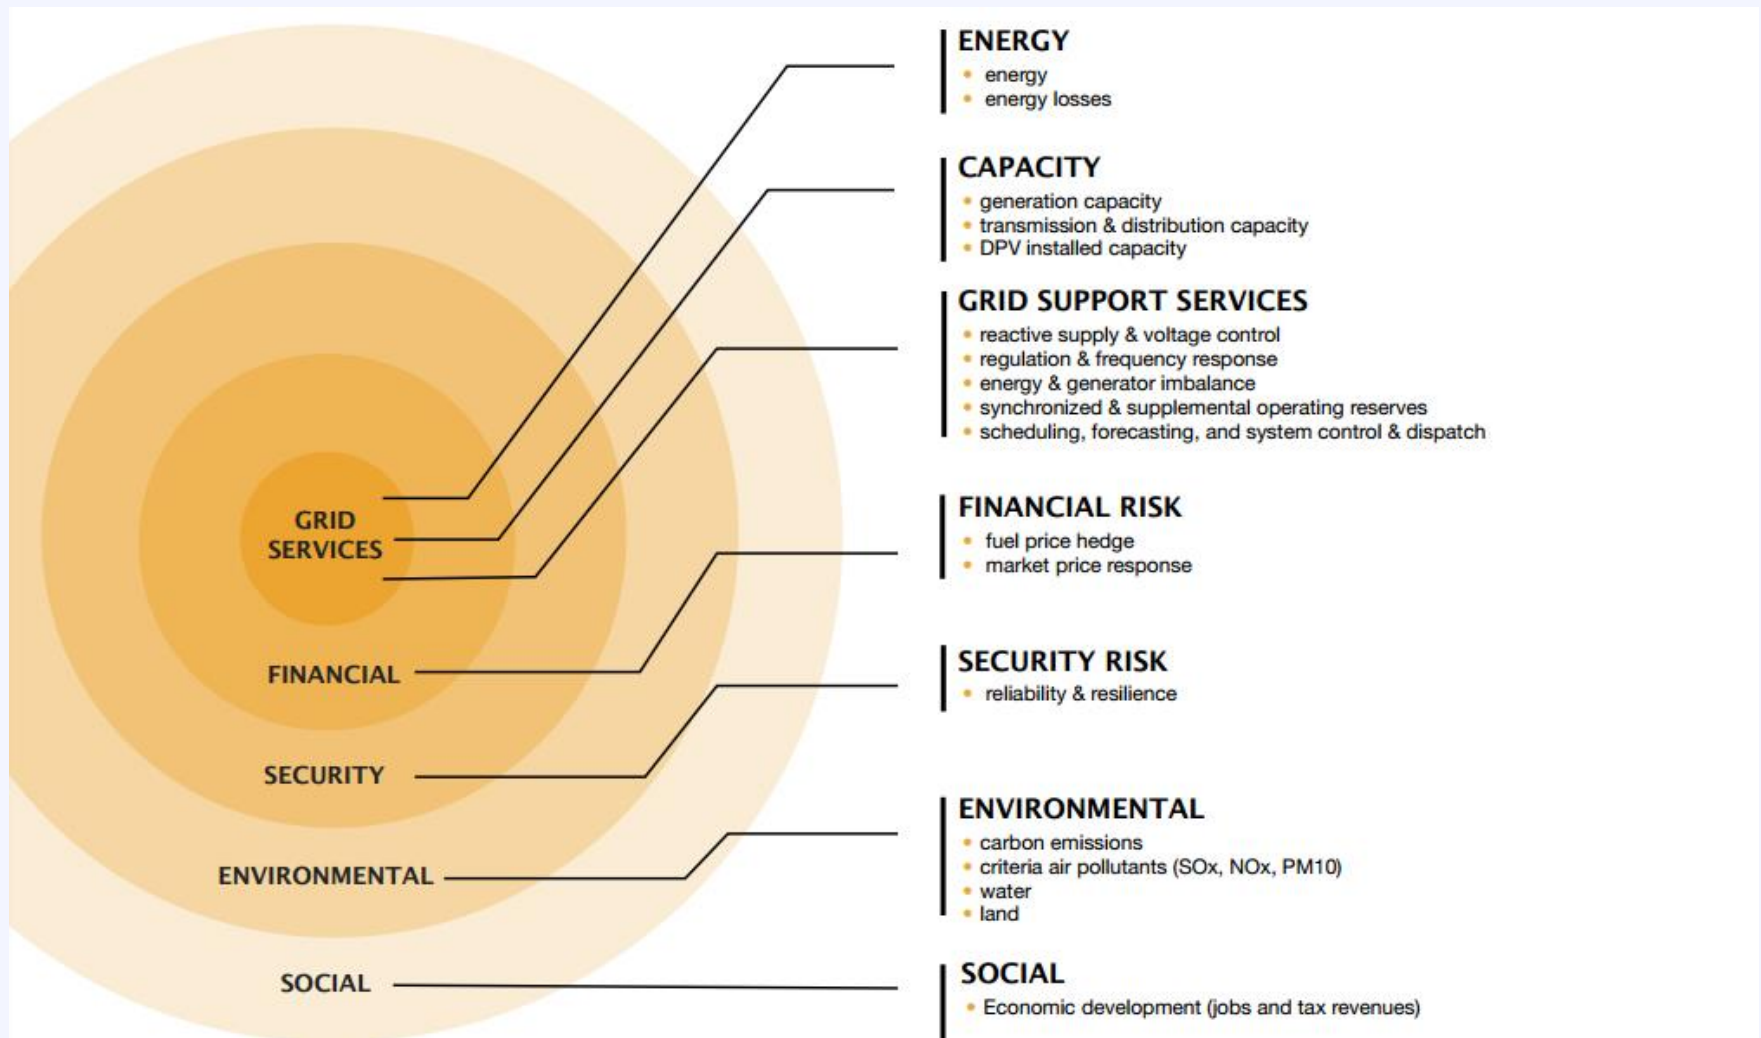 GRID
SERVICES
FINANCIAL
SECURITY
ENVIRONMENTAL
SOCIAL
ENERGY
• energy
• energy losses
CAPACITY
• generation capacity
• transmission & distribution capacity
• DPV installed capacity
GRID SUPPORT SERVICES
• reactive supply & voltage control
• regulation & frequency response
• energy & generator imbalance
• synchronized & supplemental operating reserves
• scheduling, forecasting, and system control & dispatch
FINANCIAL RISK
• fuel price hedge
• market price response
SECURITY RISK
• reliability & resilience
ENVIRONMENTAL
• carbon emissions
• criteria air pollutants (SOx, NOx, PM10)
• water
• land
SOCIAL
• Economic development (jobs and tax revenues)